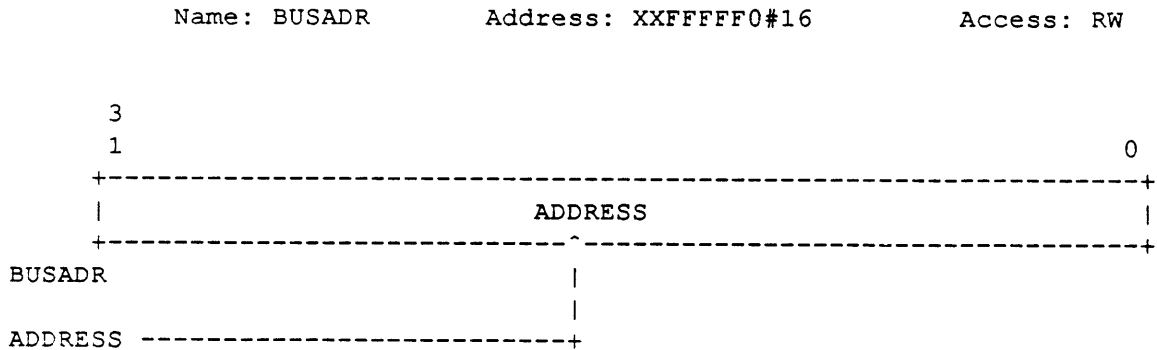 Name: BUSADR Address: XXFFFFF0#16 Access: RW
3
1 0
ADDRESS
BUSADR
ADDRESS